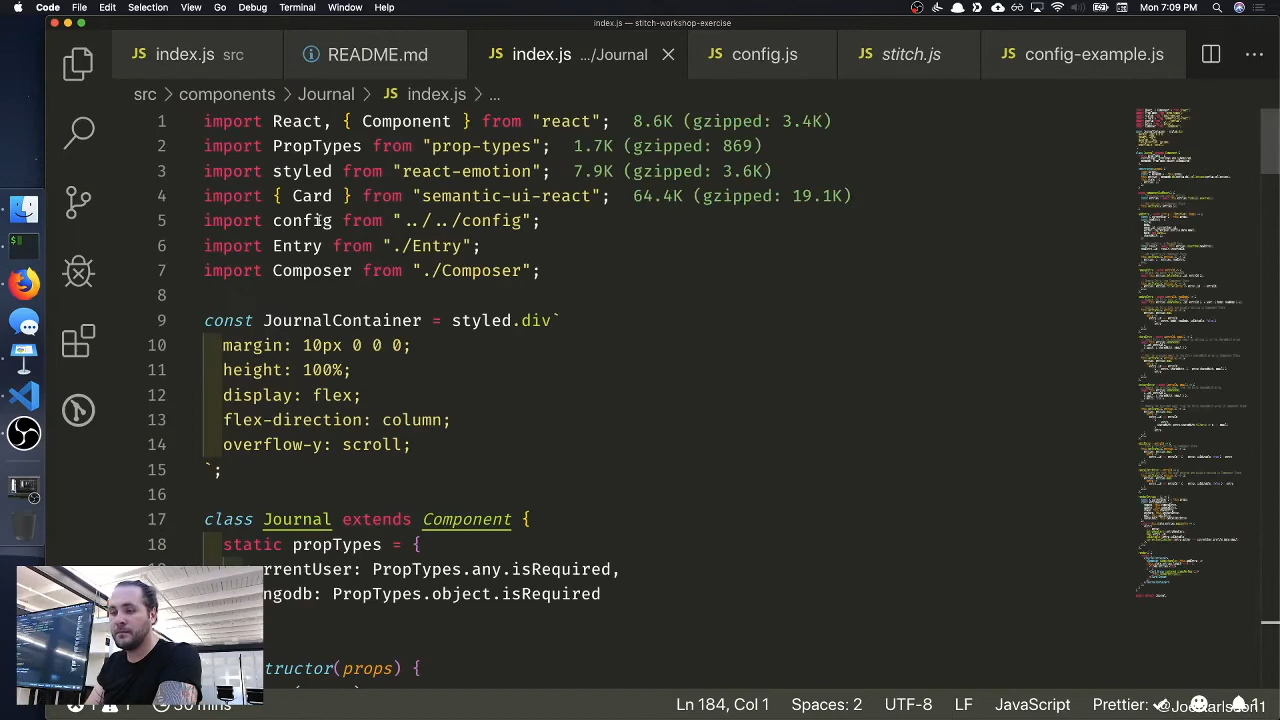 Code File Edit Selection View Go Debug Terminal Window Help
Mon 7:09 PM
index.js — stitch-workshop-exercise
JS index.js src
README.md
JS index.js .../Journal
JS config.js
JS stitch.js
JS config-example.js
src > components > Journal > JS index.js > ...
1 import React, { Component } from "react"; 8.6K (gzipped: 3.4K)
2 import PropTypes from "prop-types"; 1.7K (gzipped: 869)
3 import styled from "react-emotion"; 7.9K (gzipped: 3.6K)
4 import { Card } from "semantic-ui-react"; 64.4K (gzipped: 19.1K)
5 import config from "../../config";
6 import Entry from "./Entry";
7 import Composer from "./Composer";
8
9 const JournalContainer = styled.div`
10 margin: 10px 0 0 0;
11 height: 100%;
12 display: flex;
13 flex-direction: column;
14 overflow-y: scroll;
15 `;
16
17 class Journal extends Component {
18 static propTypes = {
rrentUser: PropTypes.any.isRequired,
ngodb: PropTypes.object.isRequired
tructor(props) {
Ln 184, Col 1 Spaces: 2 UTF-8 LF JavaScript Prettier: